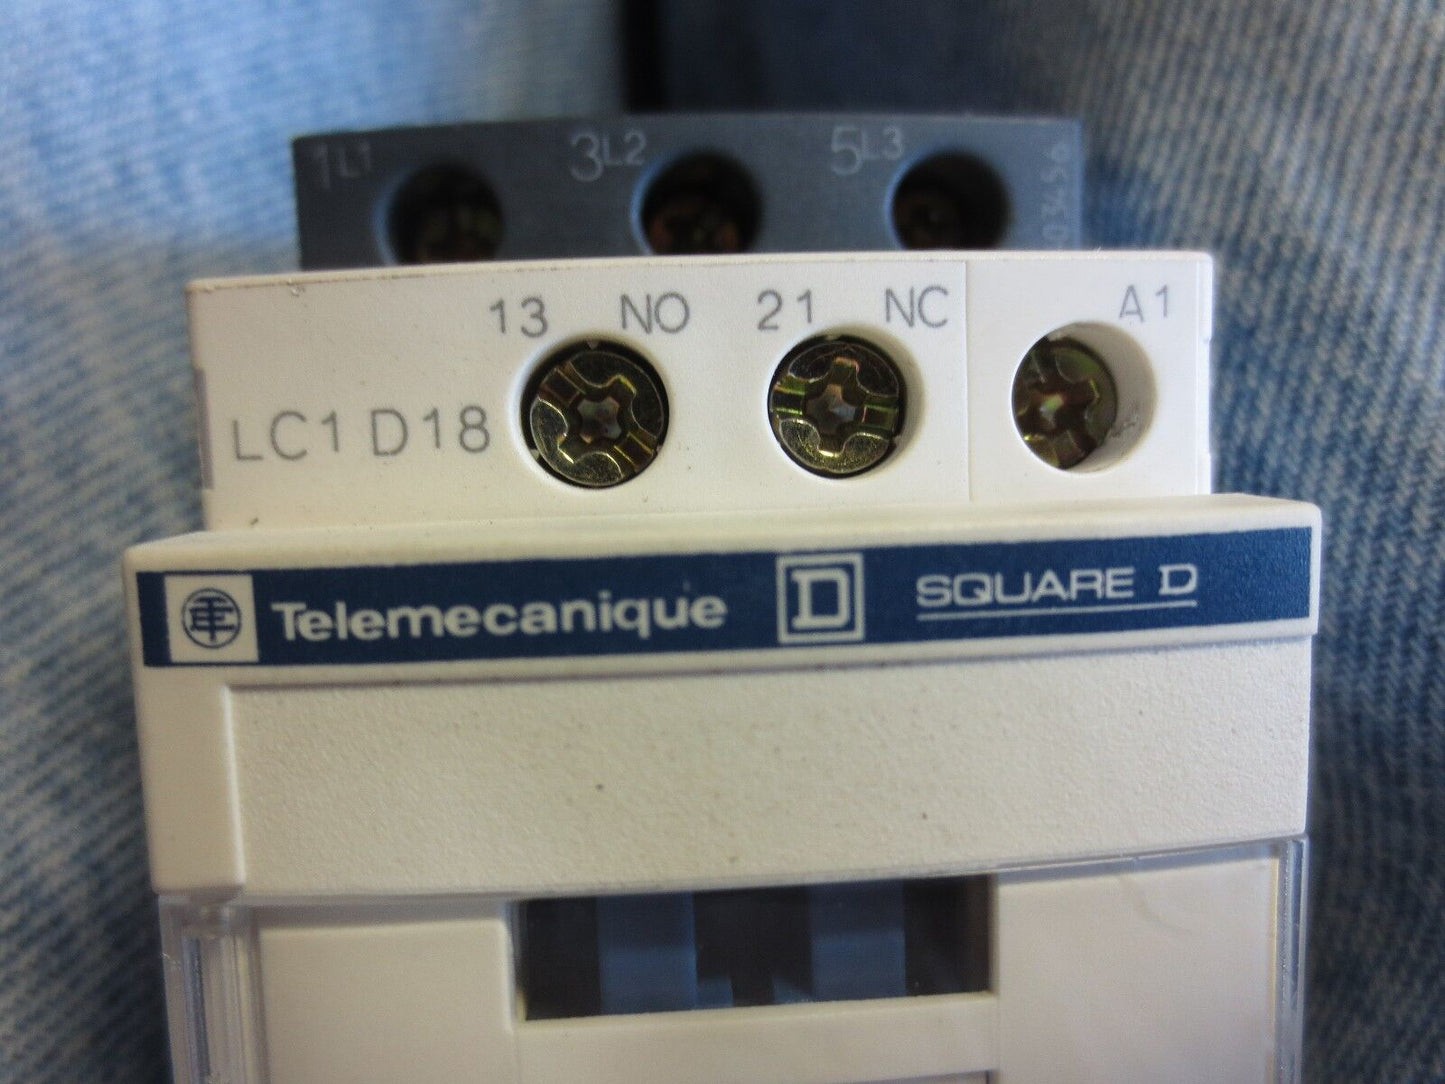 1L1 3L2 5L3
13 NO 21 NC A1
LC1 D18
Telemecanique D SQUARE D